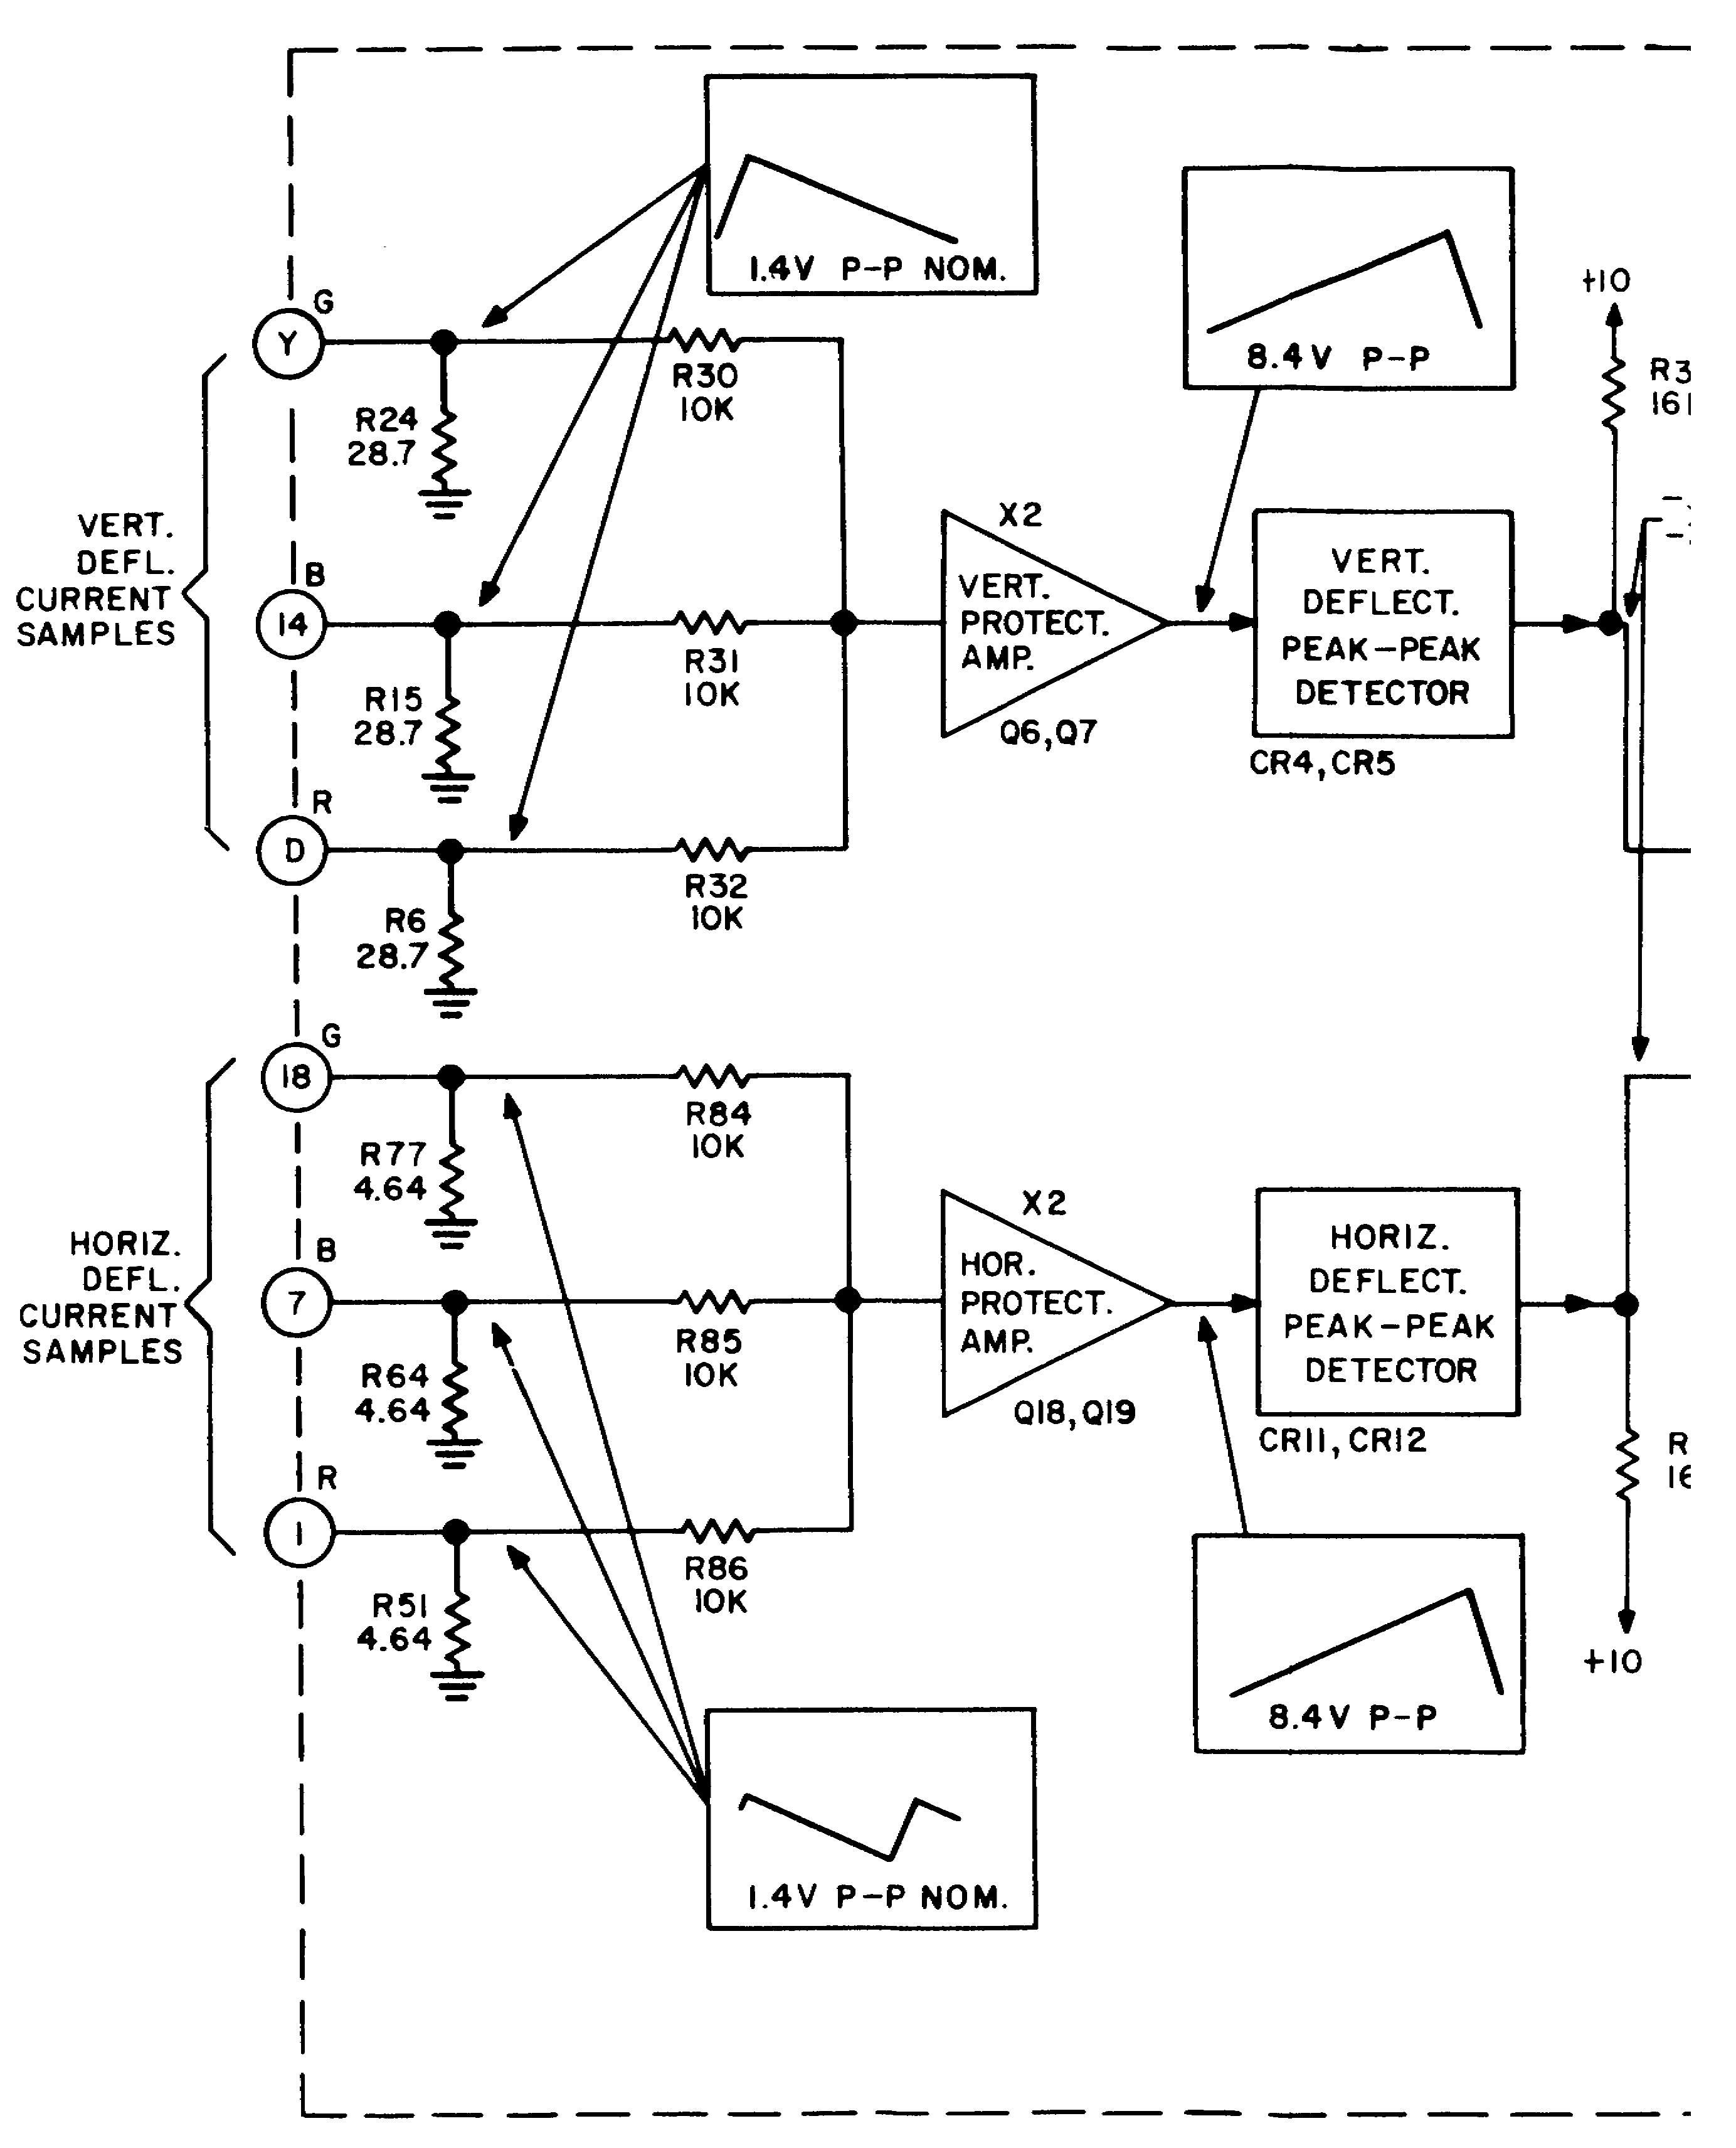 1.4V P-P NOM.
8.4V P-P
+10
G
Y
R30
10K
R24
28.7
VERT.
DEFL.
CURRENT
SAMPLES
B
14
R31
10K
R15
28.7
X2
VERT.
PROTECT.
AMP.
Q6,Q7
VERT.
DEFLECT.
PEAK-PEAK
DETECTOR
CR4,CR5
R
D
R32
10K
R6
28.7
G
18
R84
10K
R77
4.64
HORIZ.
DEFL.
CURRENT
SAMPLES
B
7
R85
10K
R64
4.64
X2
HOR.
PROTECT.
AMP.
Q18,Q19
HORIZ.
DEFLECT.
PEAK-PEAK
DETECTOR
CR11,CR12
R
1
R86
10K
R51
4.64
8.4V P-P
+10
1.4V P-P NOM.